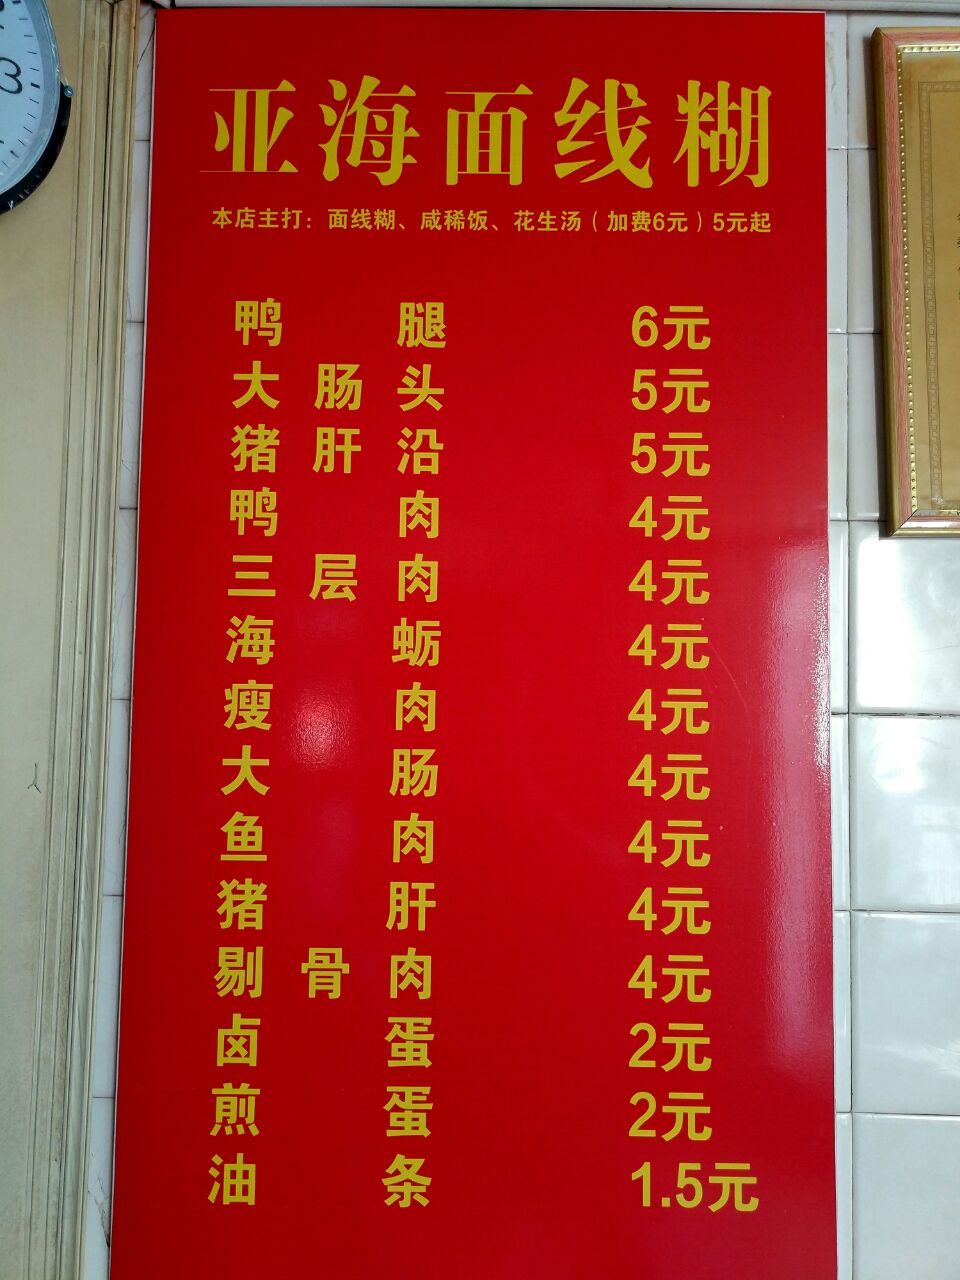 3
亚海面线糊
本店主打：面线糊、咸稀饭、花生汤（加费6元）5元起
鸭腿 6元
大肠头 5元
猪肝沿 5元
鸭肉 4元
三层肉 4元
海蛎 4元
瘦肉 4元
大肠 4元
鱼肉 4元
猪肝 4元
剔骨肉 4元
卤蛋 2元
煎蛋 2元
油条 1.5元